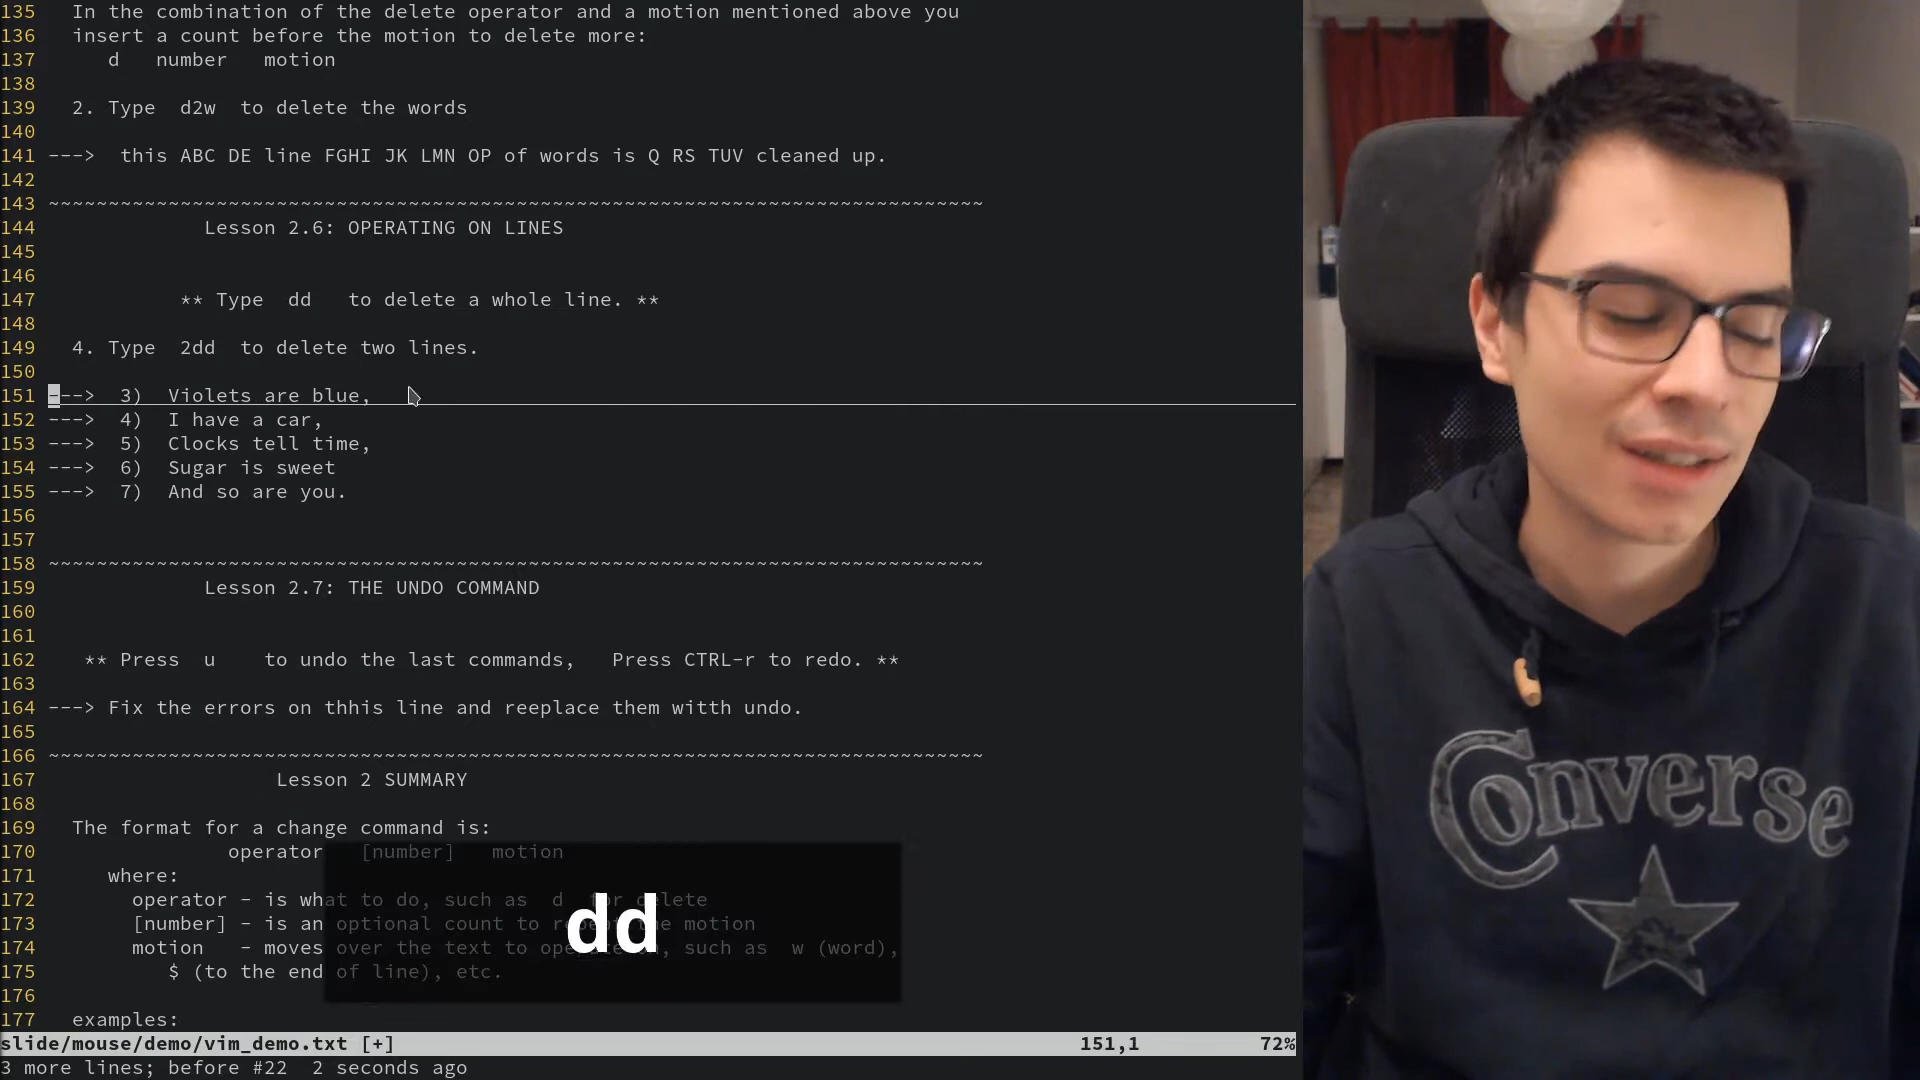 135   In the combination of the delete operator and a motion mentioned above you
136   insert a count before the motion to delete more:
137      d   number   motion
138
139   2. Type  d2w  to delete the words
140
141 --->  this ABC DE line FGHI JK LMN OP of words is Q RS TUV cleaned up.
142
143 ~~~~~~~~~~~~~~~~~~~~~~~~~~~~~~~~~~~~~~~~~~~~~~~~~~~~~~~~~~~~~~~~~~~~~~~~~~~~~~
144              Lesson 2.6: OPERATING ON LINES
145
146
147            ** Type  dd   to delete a whole line. **
148
149   4. Type  2dd  to delete two lines.
150
151 --->  3)  Violets are blue,
152 --->  4)  I have a car,
153 --->  5)  Clocks tell time,
154 --->  6)  Sugar is sweet
155 --->  7)  And so are you.
156
157
158 ~~~~~~~~~~~~~~~~~~~~~~~~~~~~~~~~~~~~~~~~~~~~~~~~~~~~~~~~~~~~~~~~~~~~~~~~~~~~~~
159              Lesson 2.7: THE UNDO COMMAND
160
161
162    ** Press  u    to undo the last commands,   Press CTRL-r to redo. **
163
164 ---> Fix the errors on thhis line and reeplace them witth undo.
165
166 ~~~~~~~~~~~~~~~~~~~~~~~~~~~~~~~~~~~~~~~~~~~~~~~~~~~~~~~~~~~~~~~~~~~~~~~~~~~~~~
167                    Lesson 2 SUMMARY
168
169   The format for a change command is:
170                operator   [number]   motion
171      where:
172        operator - is what to do, such as  d  for delete
173        [number] - is an optional count to repeat the motion
174        motion   - moves over the text to operate on, such as  w (word),
175           $ (to the end of line), etc.
176
177   examples:
dd
slide/mouse/demo/vim_demo.txt [+] 151,1 72%
3 more lines; before #22  2 seconds ago
Converse